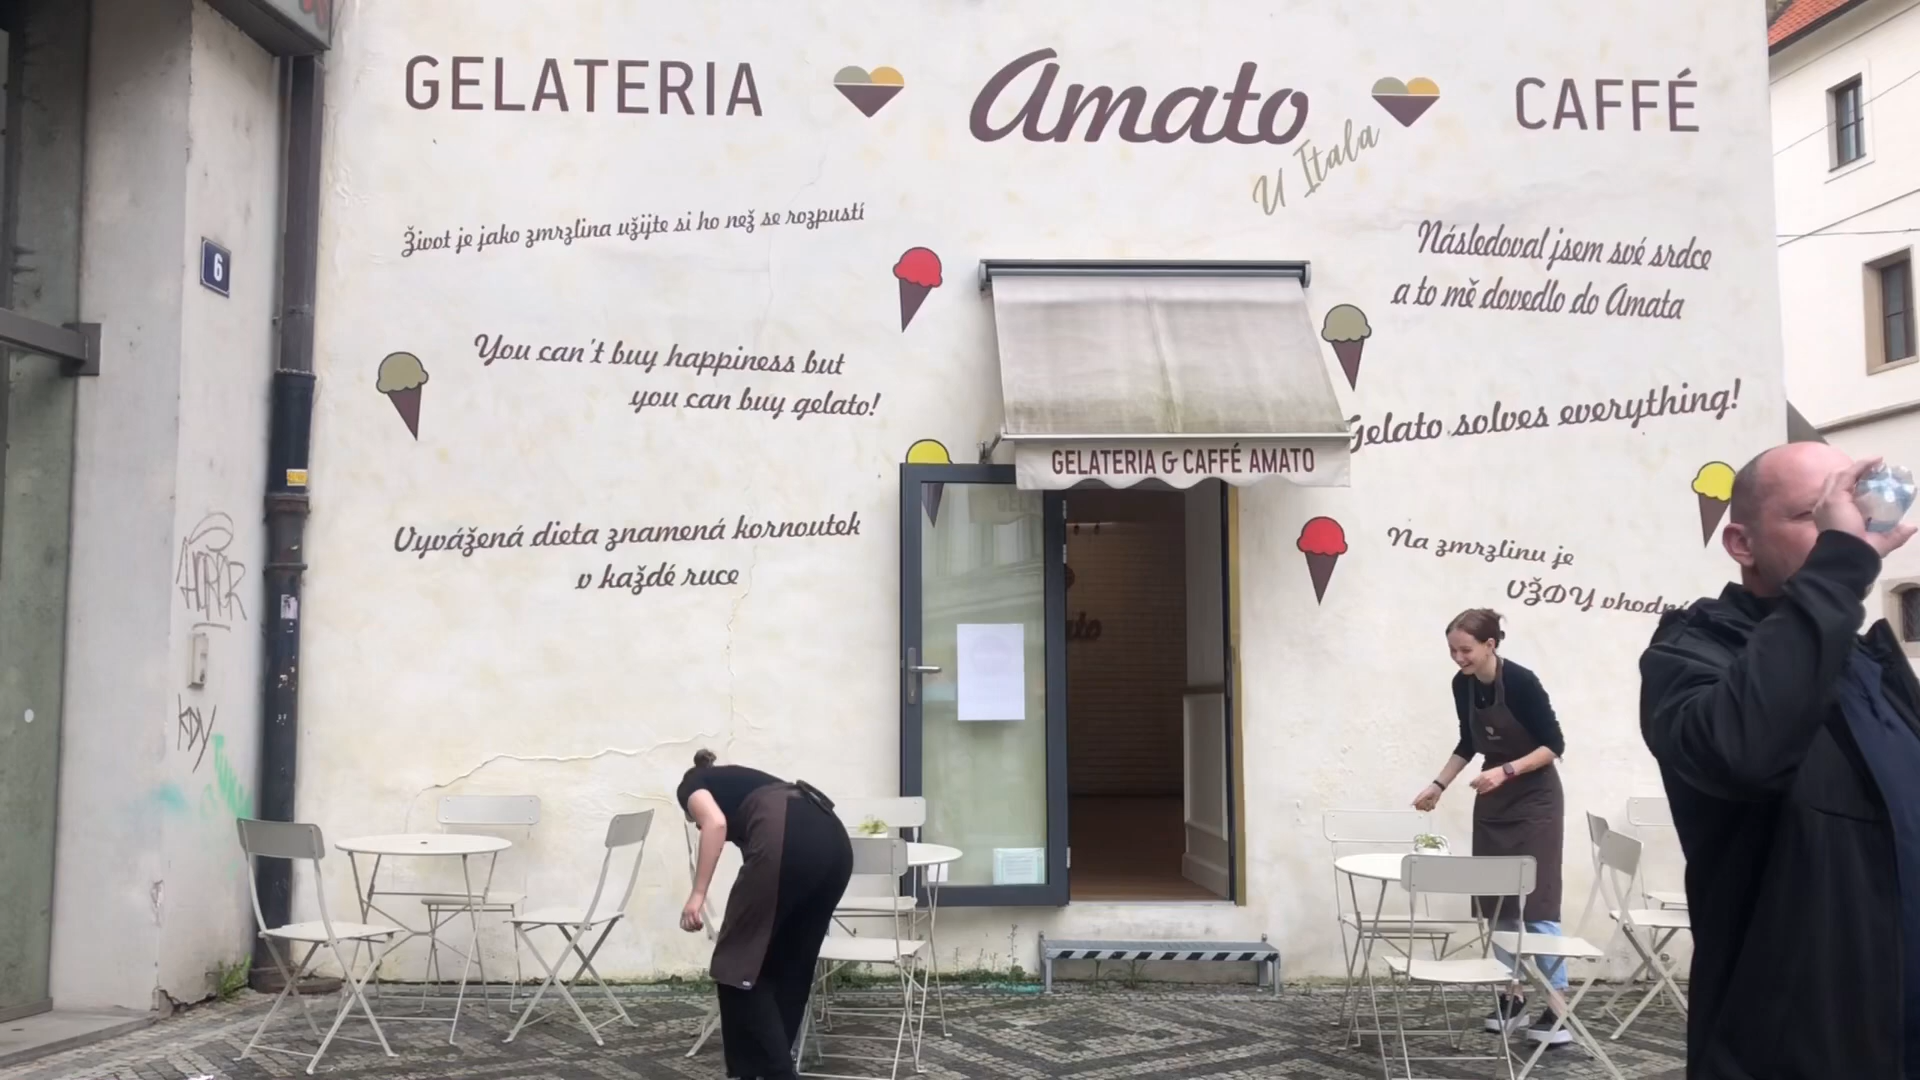 GELATERIA Amato CAFFÉ
U Itala
6
Život je jako zmrzlina užijte si ho než se rozpustí
Následoval jsem své srdce
a to mě dovedlo do Amata
You can't buy happiness but
you can buy gelato!
Gelato solves everything!
GELATERIA & CAFFÉ AMATO
Vyvážená dieta znamená kornoutek
v každé ruce
Na zmrzlinu je
VŽDY
HOROR
KDY